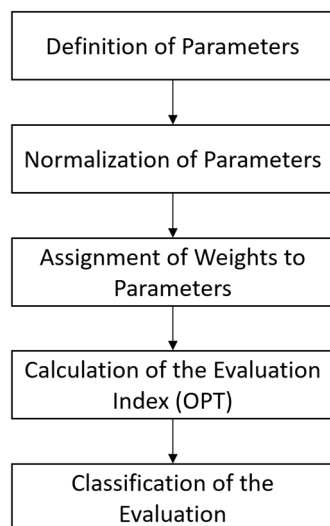 Definition of Parameters
Normalization of Parameters
Assignment of Weights to
Parameters
Calculation of the Evaluation
Index (OPT)
Classification of the
Evaluation